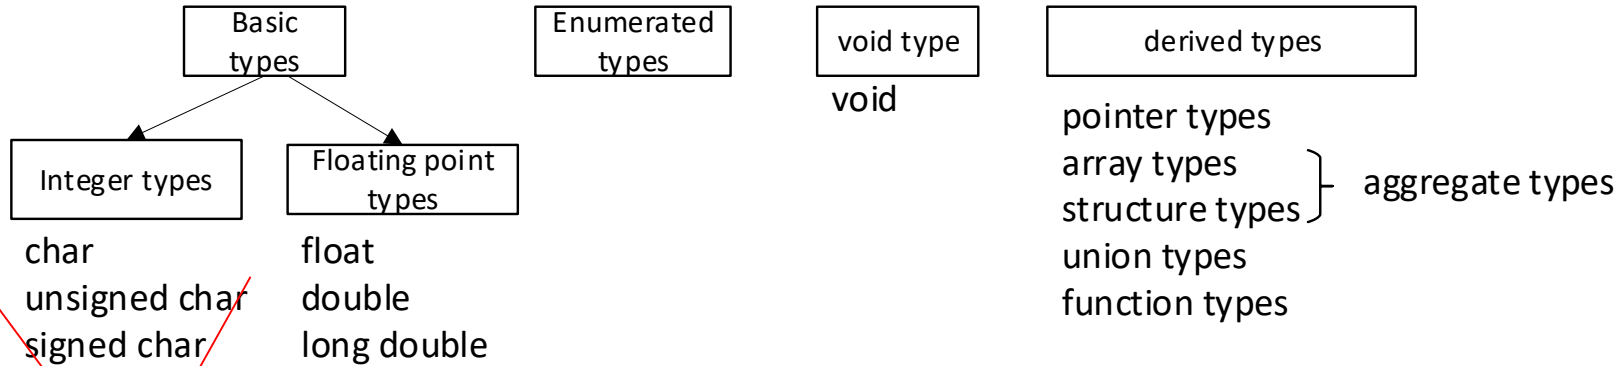 Basic
types
Enumerated
types
void type
derived types
void
pointer types
array types
structure types
aggregate types
union types
function types
Integer types
Floating point
types
char
unsigned char
signed char
float
double
long double